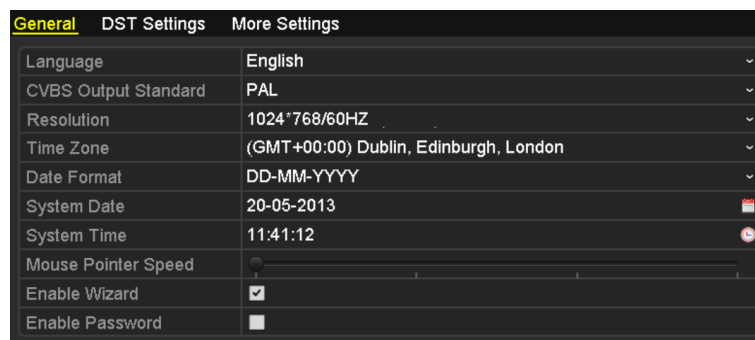 General DST Settings More Settings
Language English
CVBS Output Standard PAL
Resolution 1024*768/60HZ
Time Zone (GMT+00:00) Dublin, Edinburgh, London
Date Format DD-MM-YYYY
System Date 20-05-2013
System Time 11:41:12
Mouse Pointer Speed
Enable Wizard
Enable Password